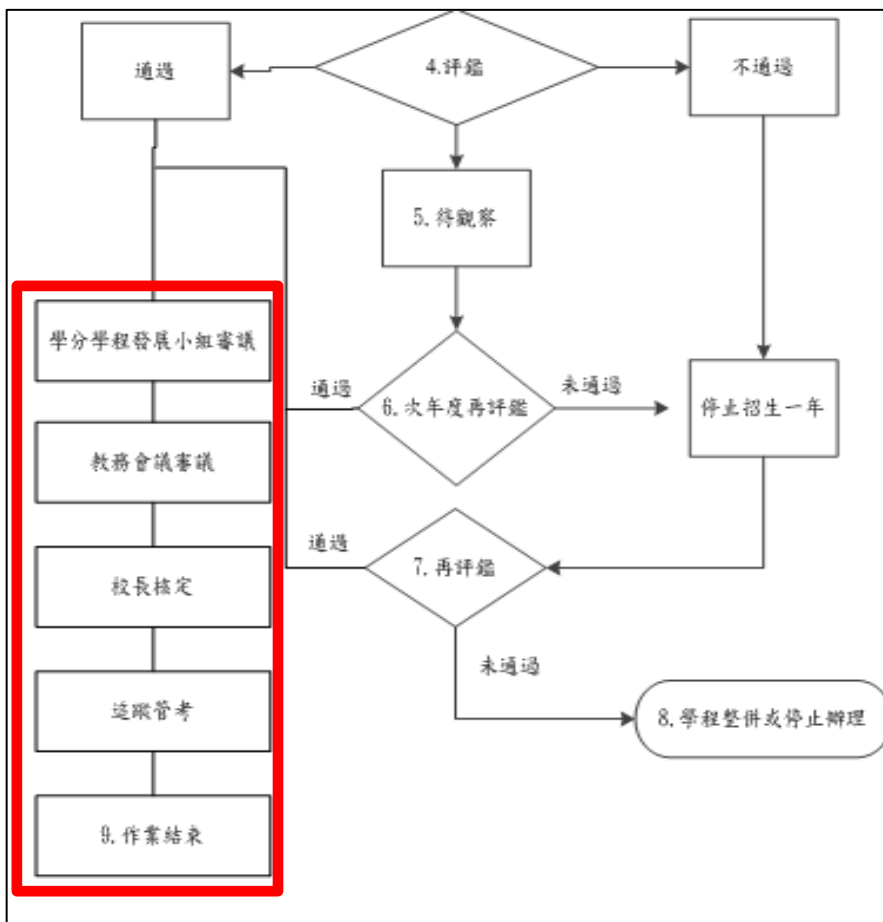 通過
4.評鑑
不通過
5.待觀察
學分學程發展小組審議
通過
6.次年度再評鑑
未通過
停止招生一年
教務會議審議
通過
7.再評鑑
校長核定
未通過
追蹤管考
8.學程整併或停止辦理
9.作業結束